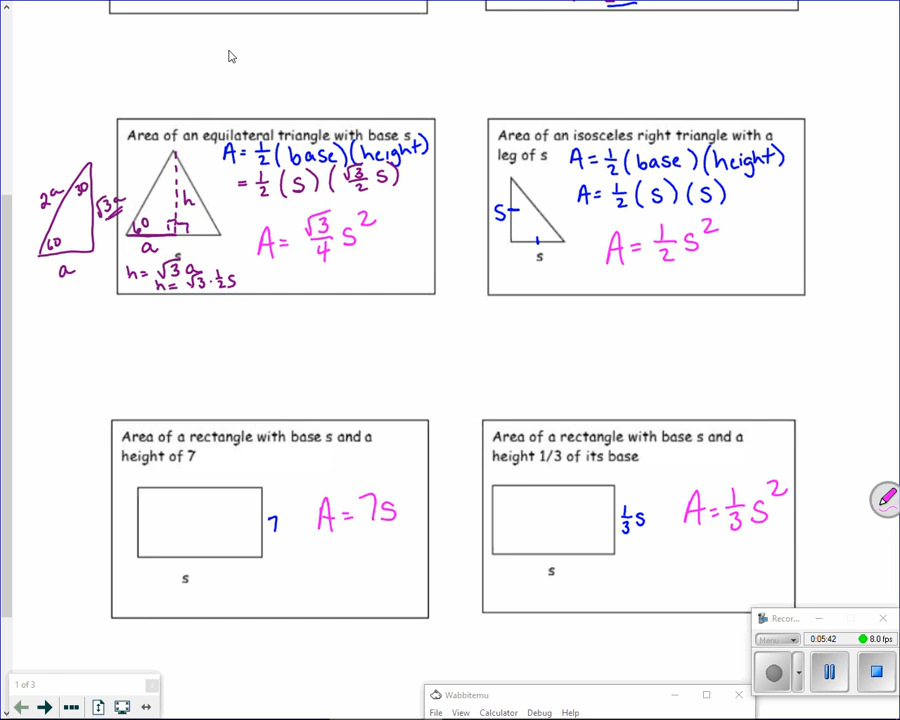 Area of an equilateral triangle with base s
A = 1/2 (base)(height)
= 1/2 (s)(√3/2 s)
A = √3/4 s²
2a
30
√3 a
60
a
h
60
a
s
h = √3 a
h = √3 · 1/2 s
Area of an isosceles right triangle with a
leg of s
A = 1/2 (base)(height)
A = 1/2 (s)(s)
A = 1/2 s²
S
s
Area of a rectangle with base s and a
height of 7
7
A = 7s
s
Area of a rectangle with base s and a
height 1/3 of its base
1/3 s
A = 1/3 s²
s
Recor...
Menu
0:05:42
8.0 fps
1 of 3
Wabbitemu
File View Calculator Debug Help